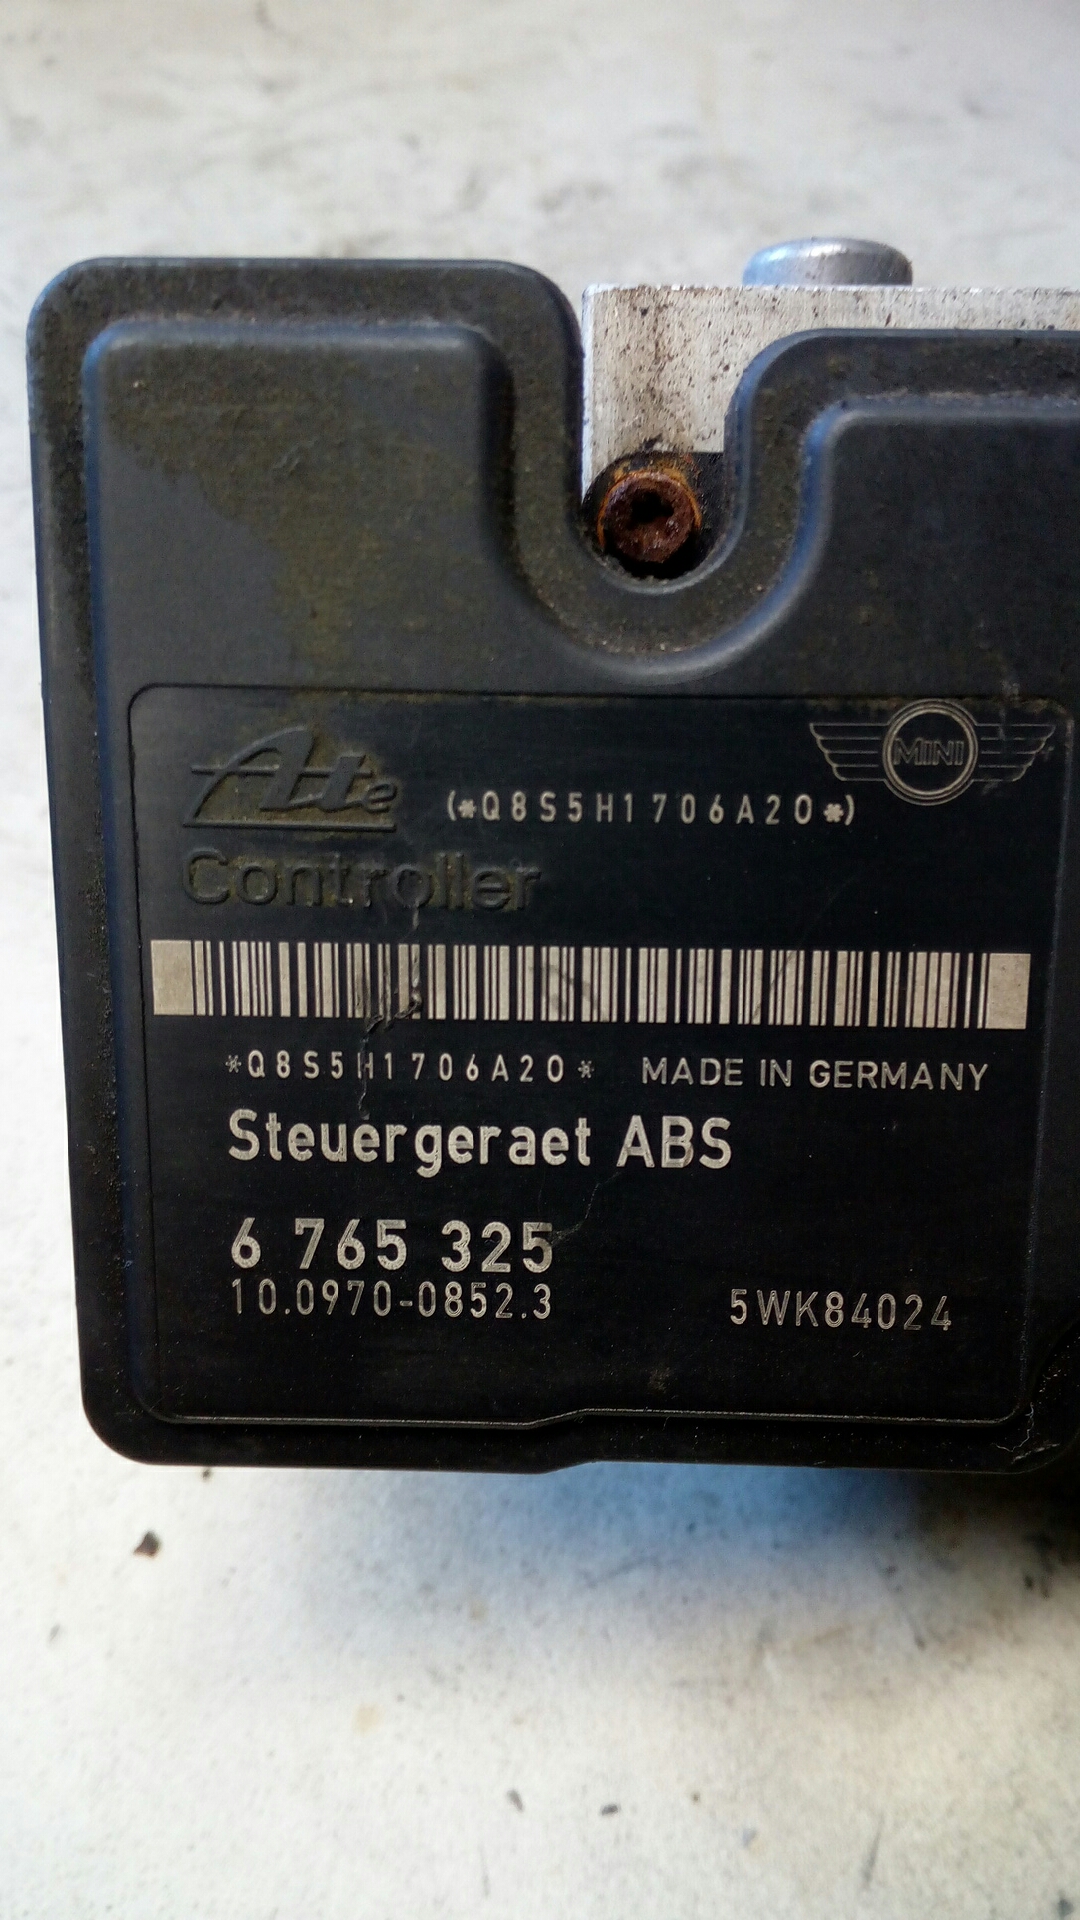 MINI
Ate (*Q8S5H1706A20*)
Controller
*Q8S5H1706A20* MADE IN GERMANY
Steuergeraet ABS
6 765 325
10.0970-0852.3 5WK84024